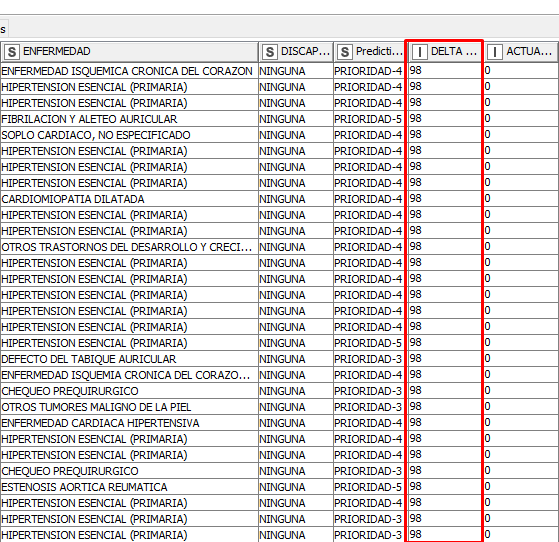 s
S ENFERMEDAD S DISCAP... S Predicti... I DELTA ... I ACTUA...
ENFERMEDAD ISQUEMICA CRONICA DEL CORAZON NINGUNA PRIORIDAD-4 98 0
HIPERTENSION ESENCIAL (PRIMARIA) NINGUNA PRIORIDAD-4 98 0
HIPERTENSION ESENCIAL (PRIMARIA) NINGUNA PRIORIDAD-4 98 0
FIBRILACION Y ALETEO AURICULAR NINGUNA PRIORIDAD-5 98 0
SOPLO CARDIACO, NO ESPECIFICADO NINGUNA PRIORIDAD-4 98 0
HIPERTENSION ESENCIAL (PRIMARIA) NINGUNA PRIORIDAD-4 98 0
HIPERTENSION ESENCIAL (PRIMARIA) NINGUNA PRIORIDAD-4 98 0
HIPERTENSION ESENCIAL (PRIMARIA) NINGUNA PRIORIDAD-4 98 0
CARDIOMIOPATIA DILATADA NINGUNA PRIORIDAD-4 98 0
HIPERTENSION ESENCIAL (PRIMARIA) NINGUNA PRIORIDAD-4 98 0
HIPERTENSION ESENCIAL (PRIMARIA) NINGUNA PRIORIDAD-4 98 0
OTROS TRASTORNOS DEL DESARROLLO Y CRECI... NINGUNA PRIORIDAD-4 98 0
HIPERTENSION ESENCIAL (PRIMARIA) NINGUNA PRIORIDAD-4 98 0
HIPERTENSION ESENCIAL (PRIMARIA) NINGUNA PRIORIDAD-4 98 0
HIPERTENSION ESENCIAL (PRIMARIA) NINGUNA PRIORIDAD-4 98 0
HIPERTENSION ESENCIAL (PRIMARIA) NINGUNA PRIORIDAD-4 98 0
HIPERTENSION ESENCIAL (PRIMARIA) NINGUNA PRIORIDAD-4 98 0
HIPERTENSION ESENCIAL (PRIMARIA) NINGUNA PRIORIDAD-5 98 0
DEFECTO DEL TABIQUE AURICULAR NINGUNA PRIORIDAD-3 98 0
ENFERMEDAD ISQUEMIA CRONICA DEL CORAZO... NINGUNA PRIORIDAD-4 98 0
CHEQUEO PREQUIRURGICO NINGUNA PRIORIDAD-3 98 0
OTROS TUMORES MALIGNO DE LA PIEL NINGUNA PRIORIDAD-3 98 0
ENFERMEDAD CARDIACA HIPERTENSIVA NINGUNA PRIORIDAD-4 98 0
HIPERTENSION ESENCIAL (PRIMARIA) NINGUNA PRIORIDAD-4 98 0
HIPERTENSION ESENCIAL (PRIMARIA) NINGUNA PRIORIDAD-4 98 0
CHEQUEO PREQUIRURGICO NINGUNA PRIORIDAD-3 98 0
ESTENOSIS AORTICA REUMATICA NINGUNA PRIORIDAD-5 98 0
HIPERTENSION ESENCIAL (PRIMARIA) NINGUNA PRIORIDAD-4 98 0
HIPERTENSION ESENCIAL (PRIMARIA) NINGUNA PRIORIDAD-3 98 0
HIPERTENSION ESENCIAL (PRIMARIA) NINGUNA PRIORIDAD-3 98 0